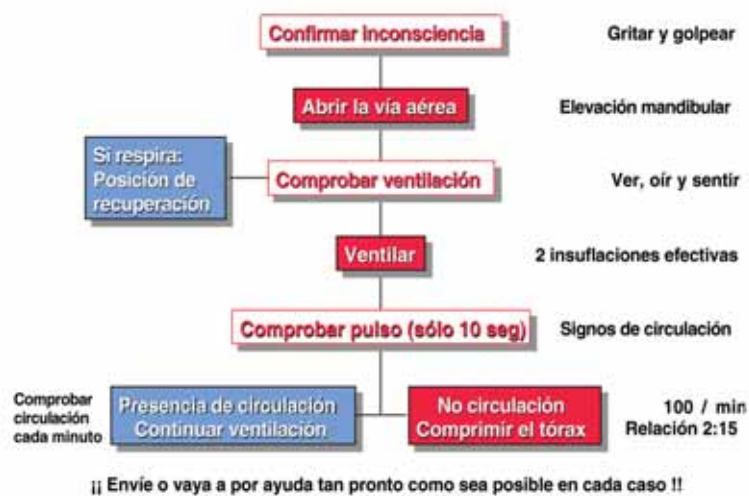 Confirmar inconsciencia
Gritar y golpear
Abrir la vía aérea
Elevación mandibular
Si respira:
Posición de
recuperación
Comprobar ventilación
Ver, oír y sentir
Ventilar
2 insuflaciones efectivas
Comprobar pulso (sólo 10 seg)
Signos de circulación
Comprobar
circulación
cada minuto
Presencia de circulación
Continuar ventilación
No circulación
Comprimir el tórax
100 / min
Relación 2:15
¡¡ Envíe o vaya a por ayuda tan pronto como sea posible en cada caso !!